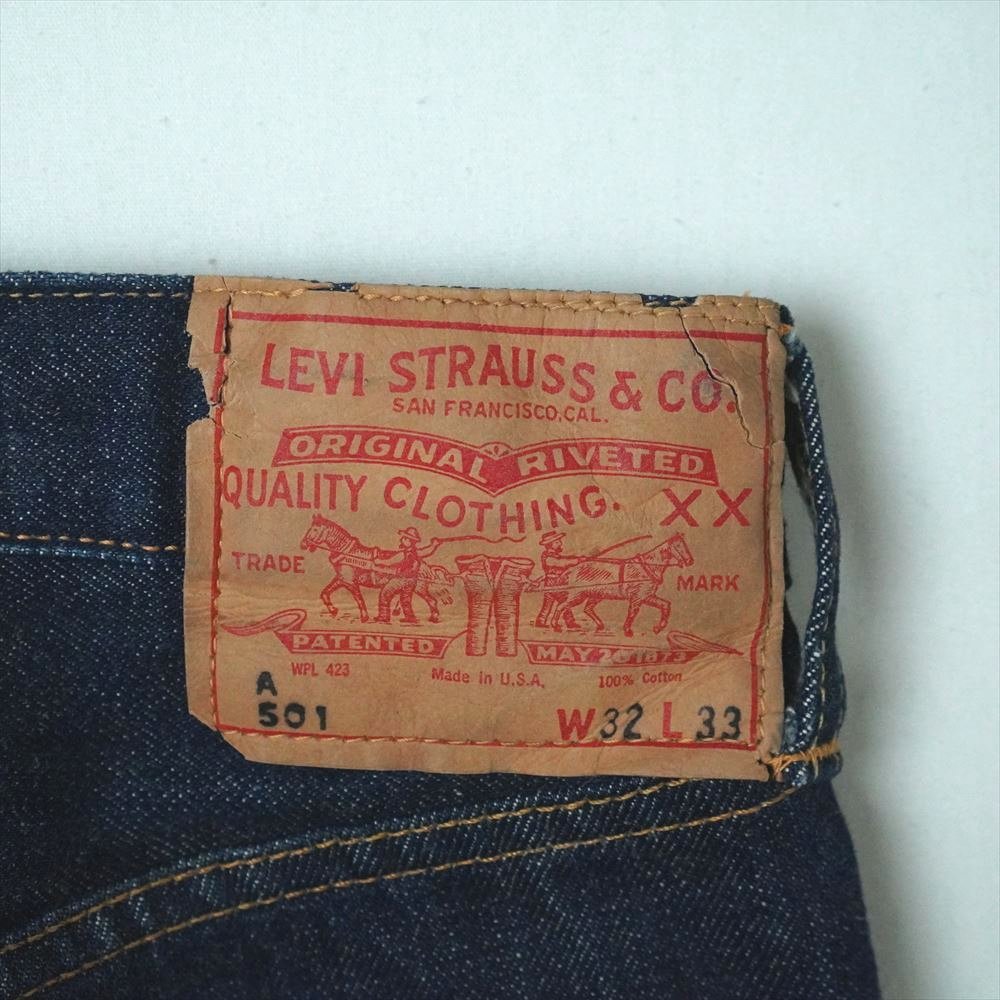 LEVI STRAUSS & CO.
SAN FRANCISCO, CAL.
ORIGINAL RIVETED
QUALITY CLOTHING. XX
TRADE MARK
PATENTED MAY 20 1873
WPL 423 Made in U.S.A. 100% Cotton
A
501 W32 L 33